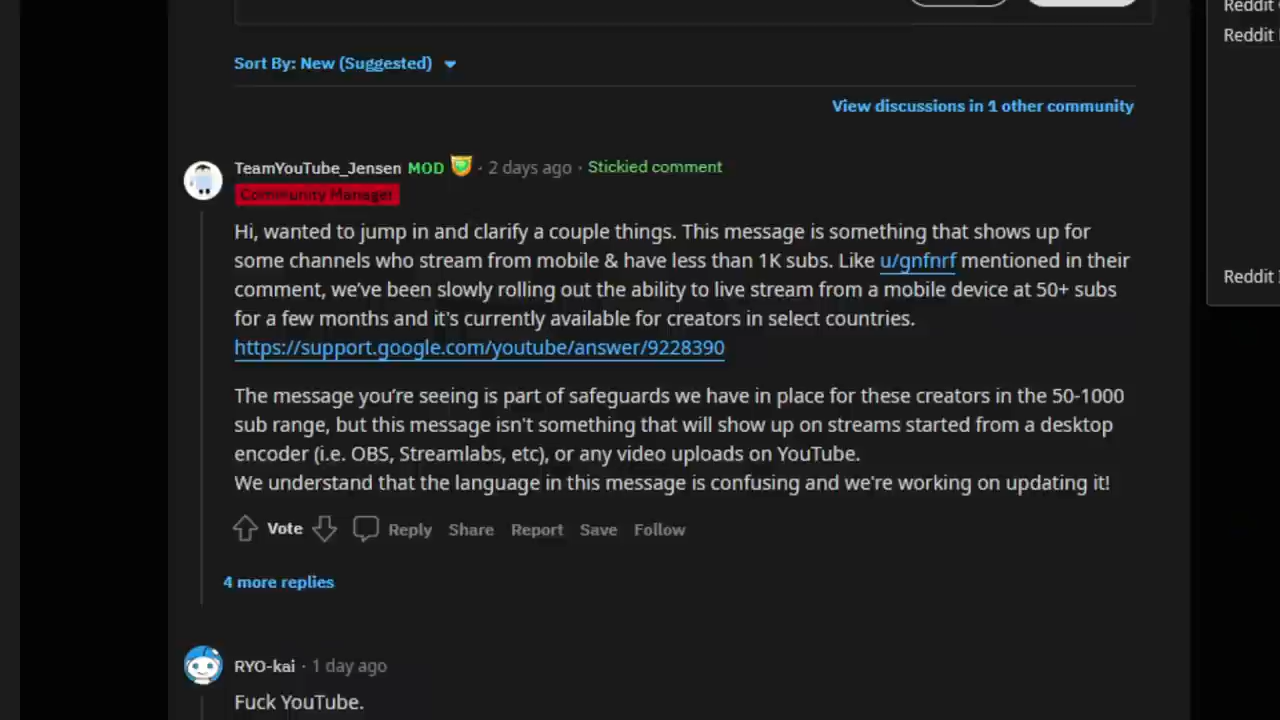 Reddit
Reddit
Sort By: New (Suggested)
View discussions in 1 other community
TeamYouTube_Jensen MOD · 2 days ago · Stickied comment
Community Manager
Hi, wanted to jump in and clarify a couple things. This message is something that shows up for
some channels who stream from mobile & have less than 1K subs. Like u/gnfnrf mentioned in their
comment, we’ve been slowly rolling out the ability to live stream from a mobile device at 50+ subs
for a few months and it's currently available for creators in select countries.
https://support.google.com/youtube/answer/9228390
Reddit
The message you’re seeing is part of safeguards we have in place for these creators in the 50-1000
sub range, but this message isn't something that will show up on streams started from a desktop
encoder (i.e. OBS, Streamlabs, etc), or any video uploads on YouTube.
We understand that the language in this message is confusing and we're working on updating it!
Vote Reply Share Report Save Follow
4 more replies
RYO-kai · 1 day ago
Fuck YouTube.